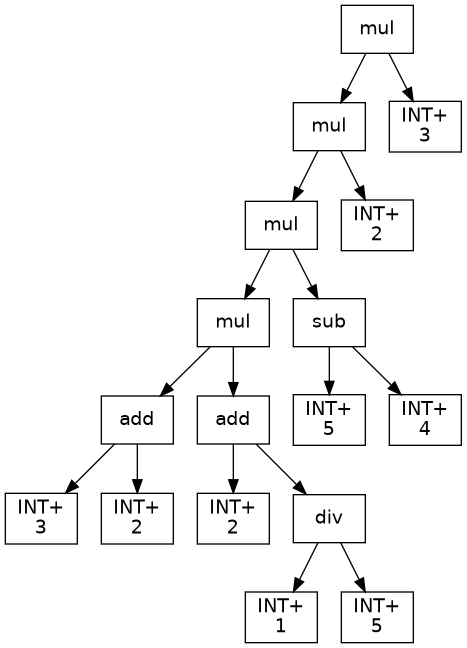 mul
mul
INT+
3
mul
INT+
2
mul
sub
add
add
INT+
5
INT+
4
INT+
3
INT+
2
INT+
2
div
INT+
1
INT+
5